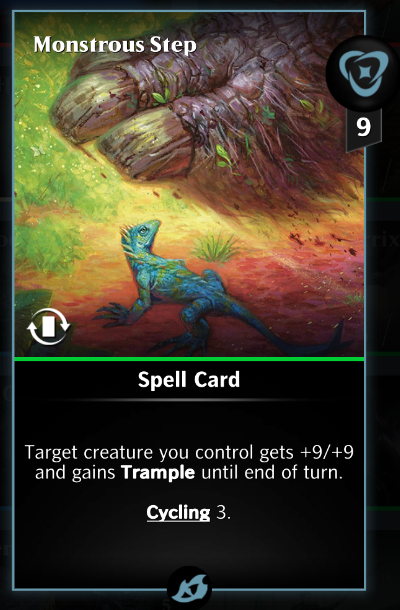 Monstrous Step
9
Spell Card
Target creature you control gets +9/+9
and gains Trample until end of turn.
Cycling 3.